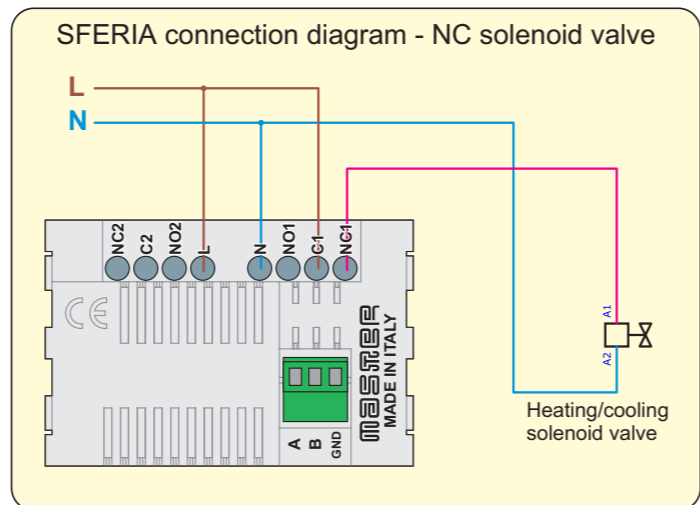 SFERIA connection diagram - NC solenoid valve
L
N
NC2
C2
NO2
L
N
NO1
C1
NC1
CE
MASTER
MADE IN ITALY
A
B
GND
A1
A2
Heating/cooling
solenoid valve